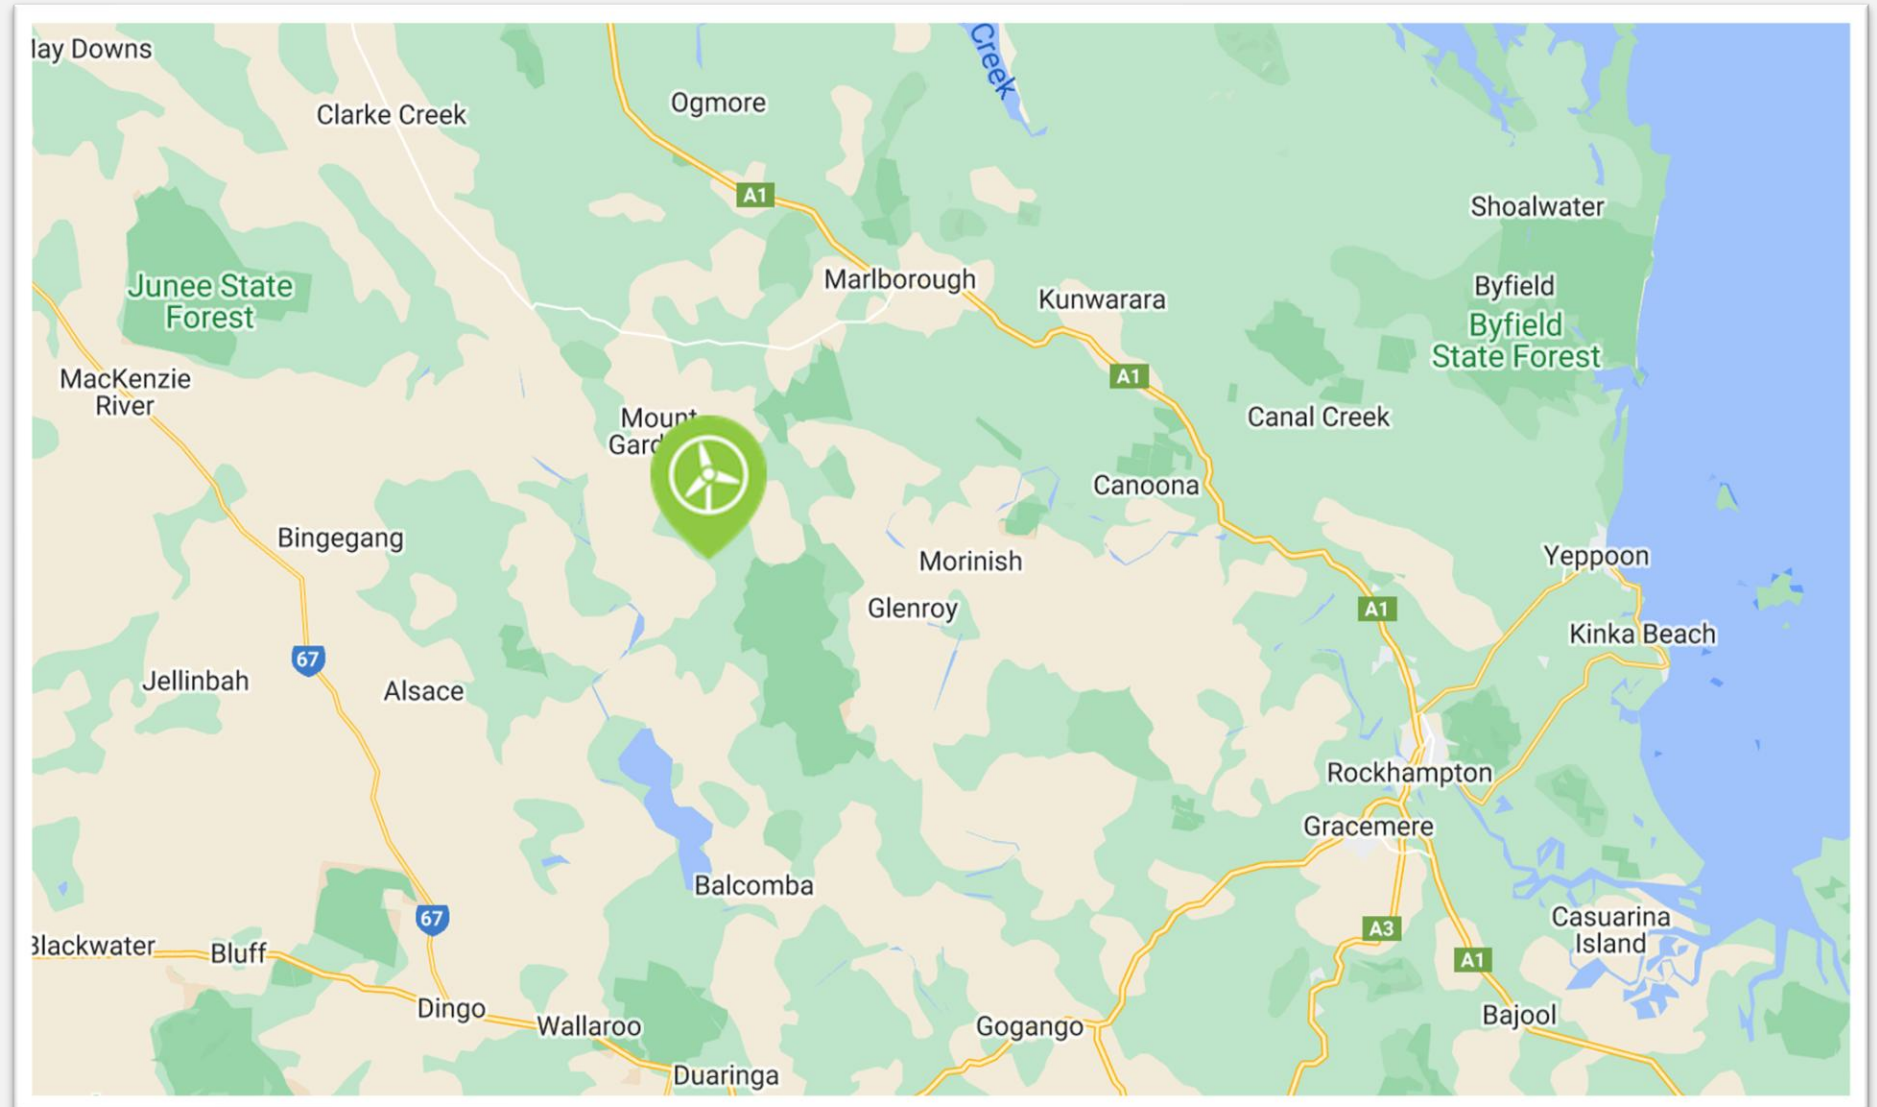 lay Downs
Clarke Creek
Ogmore
Creek
A1
Shoalwater
Junee State
Forest
Marlborough
Kunwarara
Byfield
Byfield
State Forest
MacKenzie
River
A1
Mount
Gard
Canal Creek
Canoona
Bingegang
Morinish
Yeppoon
Glenroy
A1
Kinka Beach
67
Jellinbah
Alsace
Rockhampton
Gracemere
Balcomba
67
A3
Casuarina
Island
Blackwater
Bluff
A1
Dingo
Wallaroo
Gogango
Bajool
Duaringa